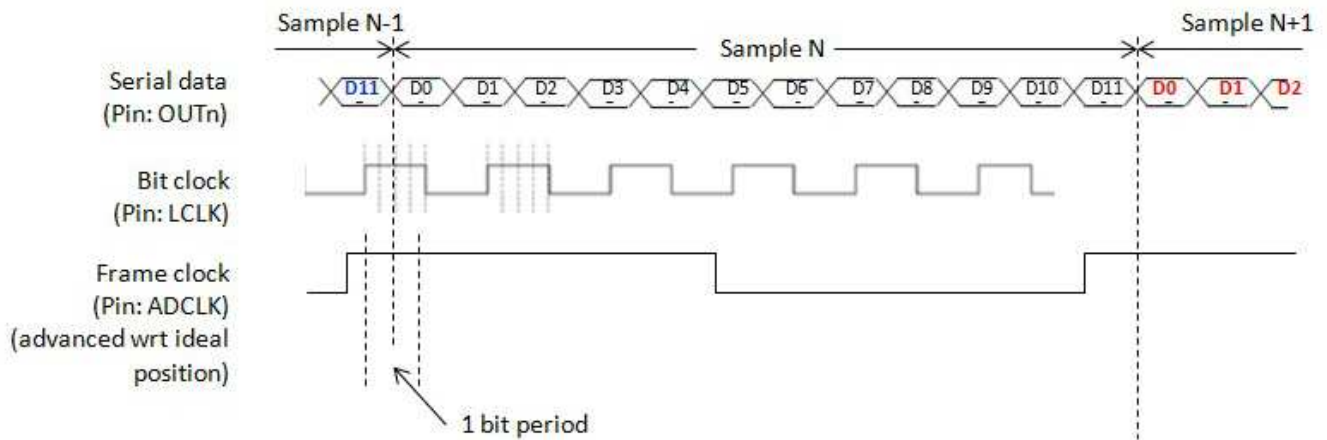 Sample N-1
Sample N
Sample N+1
Serial data
(Pin: OUTn)
D11 D0 D1 D2 D3 D4 D5 D6 D7 D8 D9 D10 D11 D0 D1 D2
Bit clock
(Pin: LCLK)
Frame clock
(Pin: ADCLK)
(advanced wrt ideal
position)
1 bit period